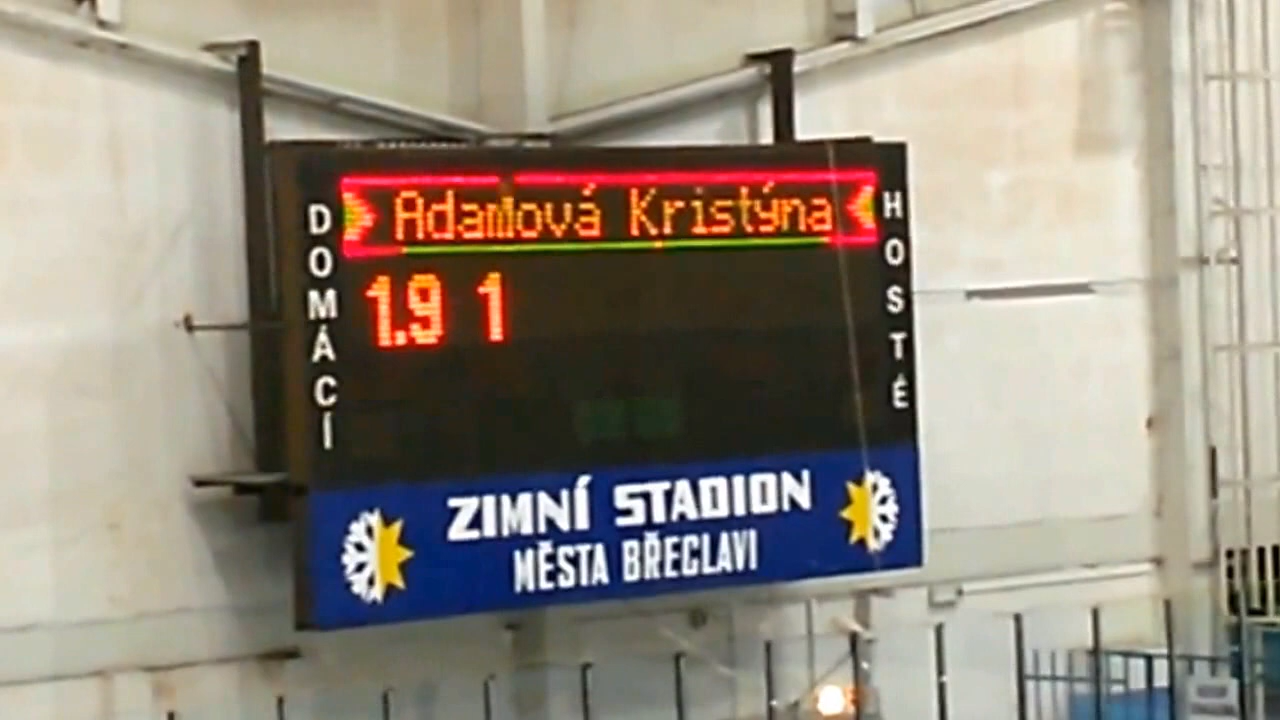 Adamová Kristýna
DOMÁCÍ
HOSTÉ
1.9 1
ZIMNÍ STADION
MĚSTA BŘECLAVI